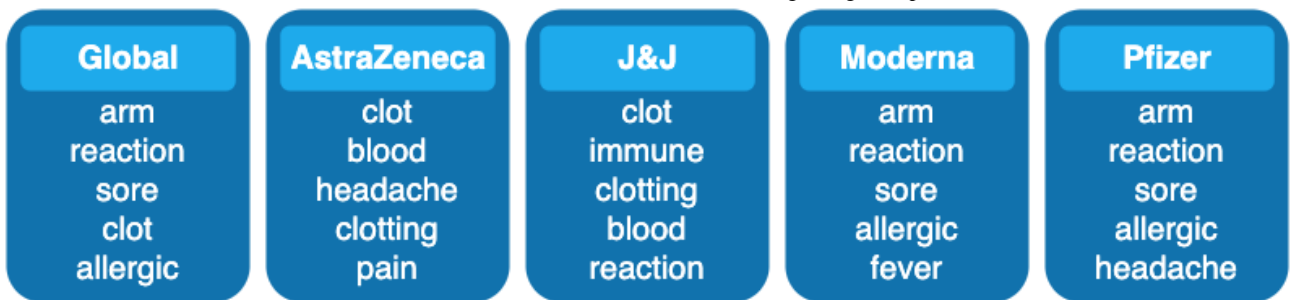 Global
arm
reaction
sore
clot
allergic
AstraZeneca
clot
blood
headache
clotting
pain
J&J
clot
immune
clotting
blood
reaction
Moderna
arm
reaction
sore
allergic
fever
Pfizer
arm
reaction
sore
allergic
headache